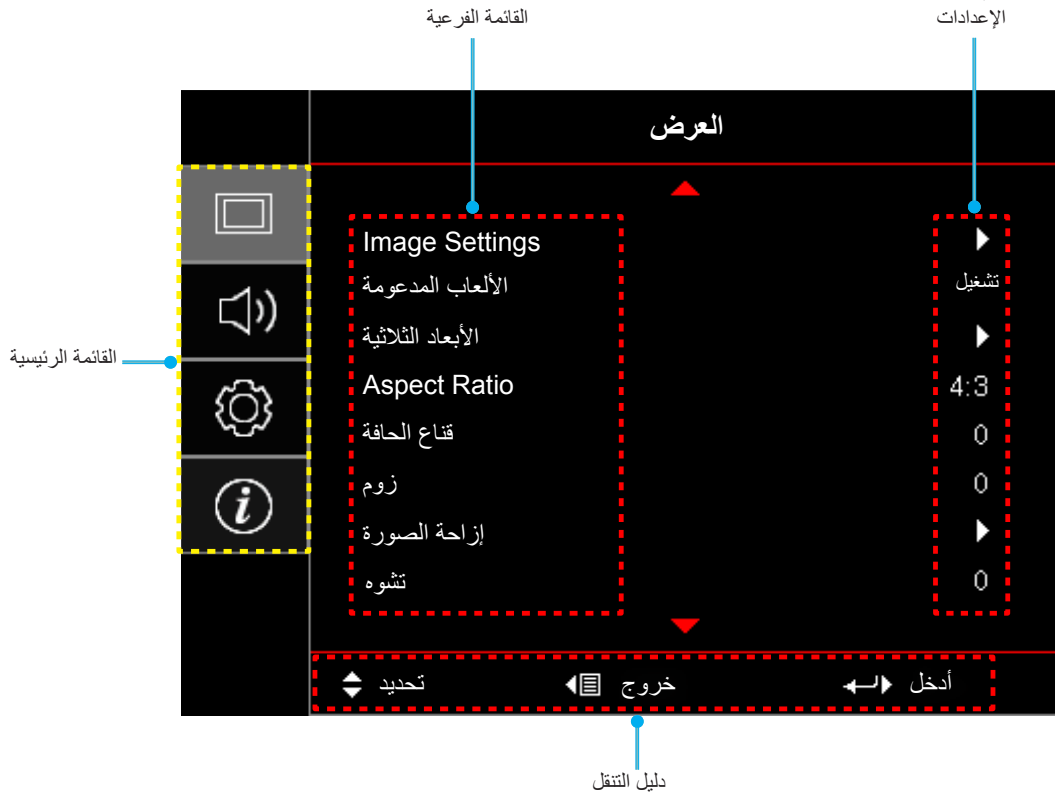 القائمة الفرعية
الإعدادات
العرض
Image Settings
الألعاب المدعومة
تشغيل
الأبعاد الثلاثية
Aspect Ratio
4:3
قناع الحافة
0
زوم
0
إزاحة الصورة
تشوه
0
القائمة الرئيسية
تحديد
خروج
أدخل
دليل التنقل